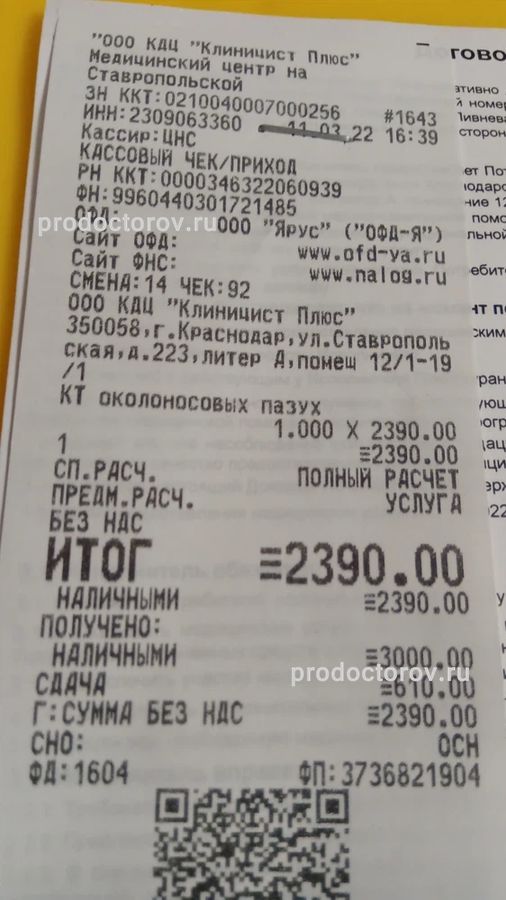 "ООО КДЦ "Клиницист Плюс"
Медицинский центр на
Ставропольской
ЗН ККТ:0210040007000256 #1643
ИНН:2309063360 11.03.22 16:39
Кассир:ЦНС
КАССОВЫЙ ЧЕК/ПРИХОД
РН ККТ:0000346322060939
ФН:9960440301721485
prodoctorov.ru
ООО "Ярус" ("ОФД-Я")
Сайт ОФД: www.ofd-ya.ru
Сайт ФНС: www.nalog.ru
СМЕНА:14 ЧЕК:92
ООО КДЦ "Клиницист Плюс"
350058,г.Краснодар,ул.Ставрополь
ская,д.223,литер Д,помещ 12/1-19
/1
КТ околоносовых пазух
1.000 X 2390.00
1 ≡2390.00
СП.РАСЧ. ПОЛНЫЙ РАСЧЕТ
ПРЕДМ.РАСЧ. УСЛУГА
БЕЗ НДС
ИТОГ ≡2390.00
НАЛИЧНЫМИ ≡2390.00
ПОЛУЧЕНО:
НАЛИЧНЫМИ ≡3000.00
prodoctorov.ru
СДАЧА ≡610.00
Г:СУММА БЕЗ НДС ≡2390.00
СНО: ОСН
ФД:1604 ФП:3736821904